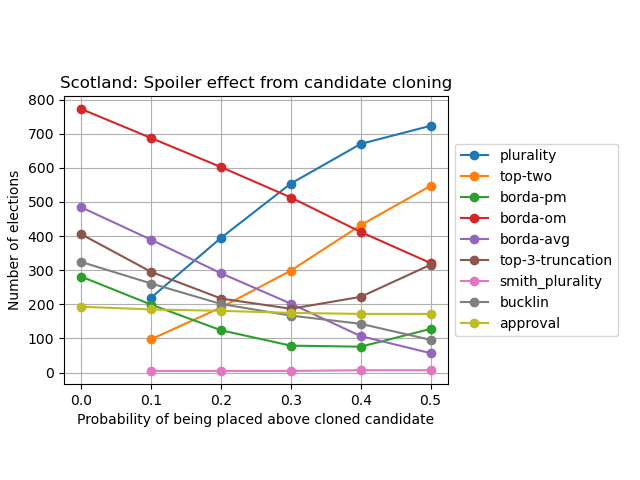 Scotland: Spoiler effect from candidate cloning
Number of elections
800
700
600
500
400
300
200
100
0
0.0 0.1 0.2 0.3 0.4 0.5
Probability of being placed above cloned candidate
plurality
top-two
borda-pm
borda-om
borda-avg
top-3-truncation
smith_plurality
bucklin
approval